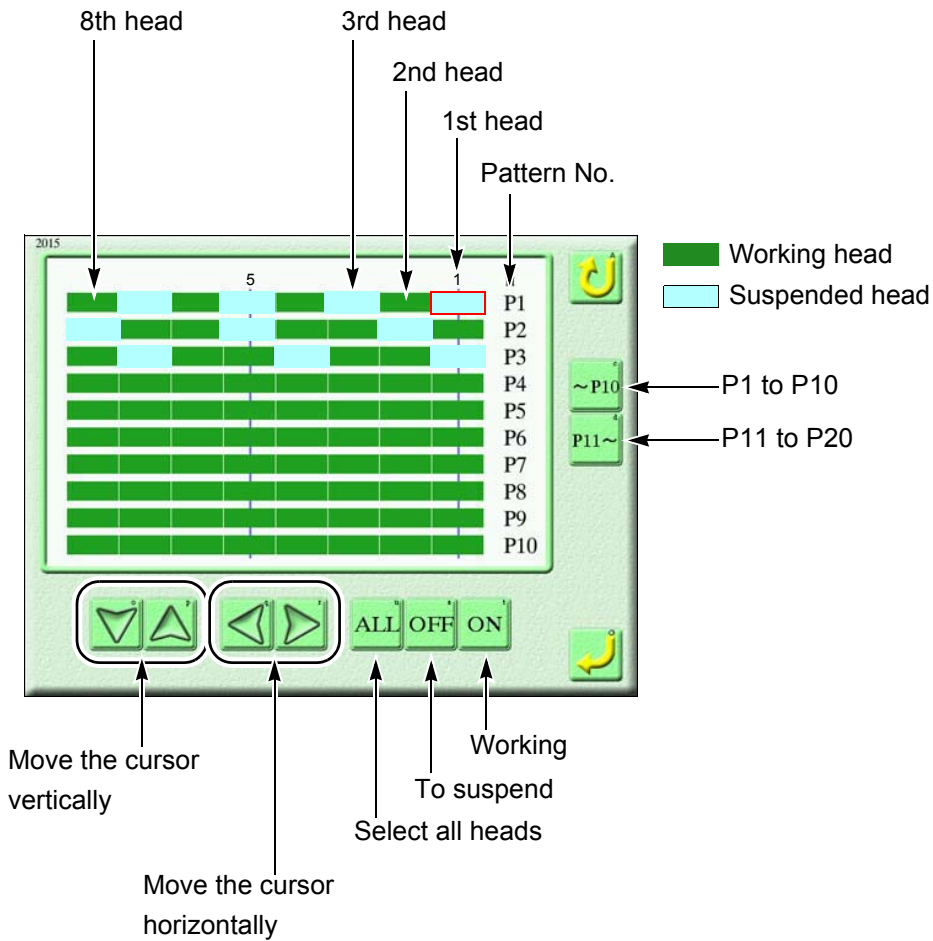 8th head
3rd head
2nd head
1st head
Pattern No.
2015
5
1
P1
P2
P3
P4
P5
P6
P7
P8
P9
P10
Working head
Suspended head
~P10
P1 to P10
P11~
P11 to P20
ALL
OFF
ON
Move the cursor
vertically
Working
To suspend
Select all heads
Move the cursor
horizontally